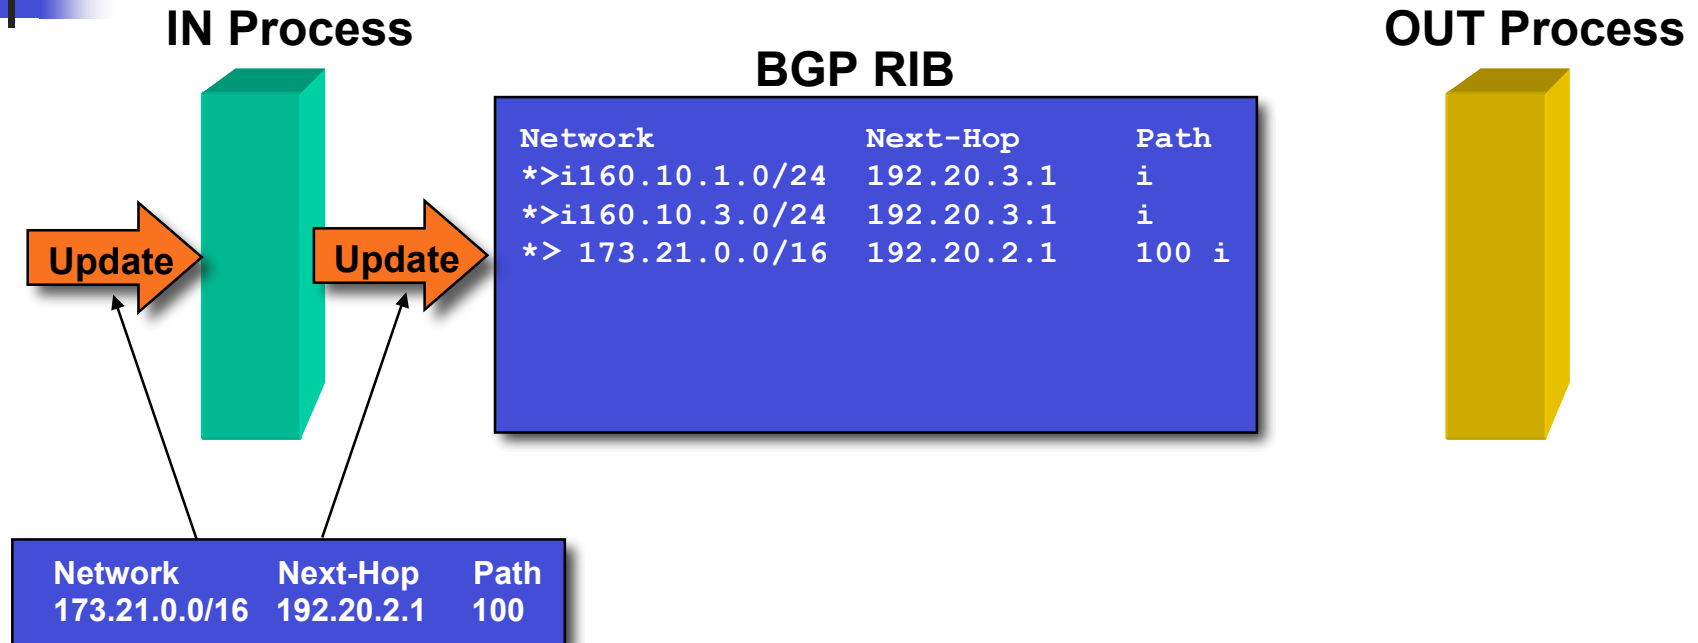 IN Process
OUT Process
BGP RIB
Network Next-Hop Path
*>i160.10.1.0/24 192.20.3.1 i
*>i160.10.3.0/24 192.20.3.1 i
*> 173.21.0.0/16 192.20.2.1 100 i
Update
Update
Network Next-Hop Path
173.21.0.0/16 192.20.2.1 100